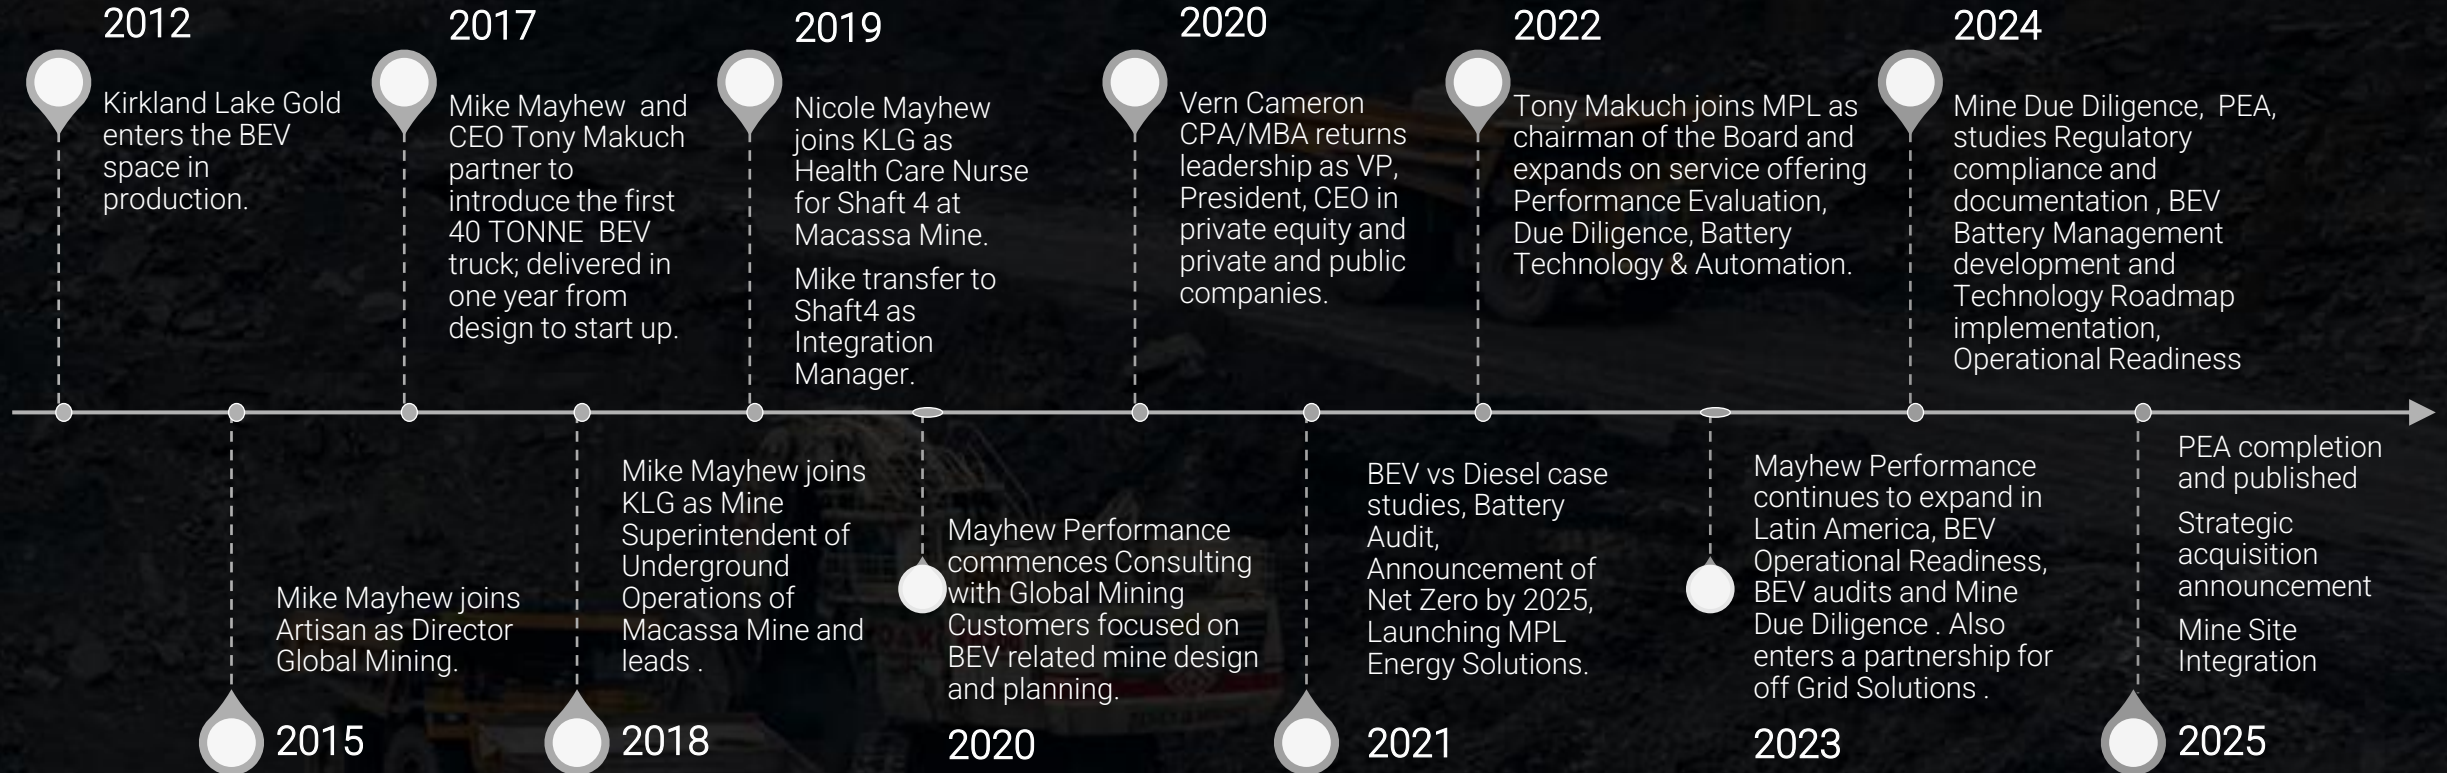 2012
Kirkland Lake Gold
enters the BEV
space in
production.
2017
Mike Mayhew  and
CEO Tony Makuch
partner to
introduce the first
40 TONNE  BEV
truck; delivered in
one year from
design to start up.
2019
Nicole Mayhew
joins KLG as
Health Care Nurse
for Shaft 4 at
Macassa Mine.
Mike transfer to
Shaft4 as
Integration
Manager.
2020
Vern Cameron
CPA/MBA returns
leadership as VP,
President, CEO in
private equity and
private and public
companies.
2022
Tony Makuch joins MPL as
chairman of the Board and
expands on service offering
Performance Evaluation,
Due Diligence, Battery
Technology & Automation.
2024
Mine Due Diligence,  PEA,
studies Regulatory
compliance and
documentation , BEV
Battery Management
development and
Technology Roadmap
implementation,
Operational Readiness
Mike Mayhew joins
Artisan as Director
Global Mining.
2015
Mike Mayhew joins
KLG as Mine
Superintendent of
Underground
Operations of
Macassa Mine and
leads .
2018
Mayhew Performance
commences Consulting
with Global Mining
Customers focused on
BEV related mine design
and planning.
2020
BEV vs Diesel case
studies, Battery
Audit,
Announcement of
Net Zero by 2025,
Launching MPL
Energy Solutions.
2021
Mayhew Performance
continues to expand in
Latin America, BEV
Operational Readiness,
BEV audits and Mine
Due Diligence . Also
enters a partnership for
off Grid Solutions .
2023
PEA completion
and published
Strategic
acquisition
announcement
Mine Site
Integration
2025